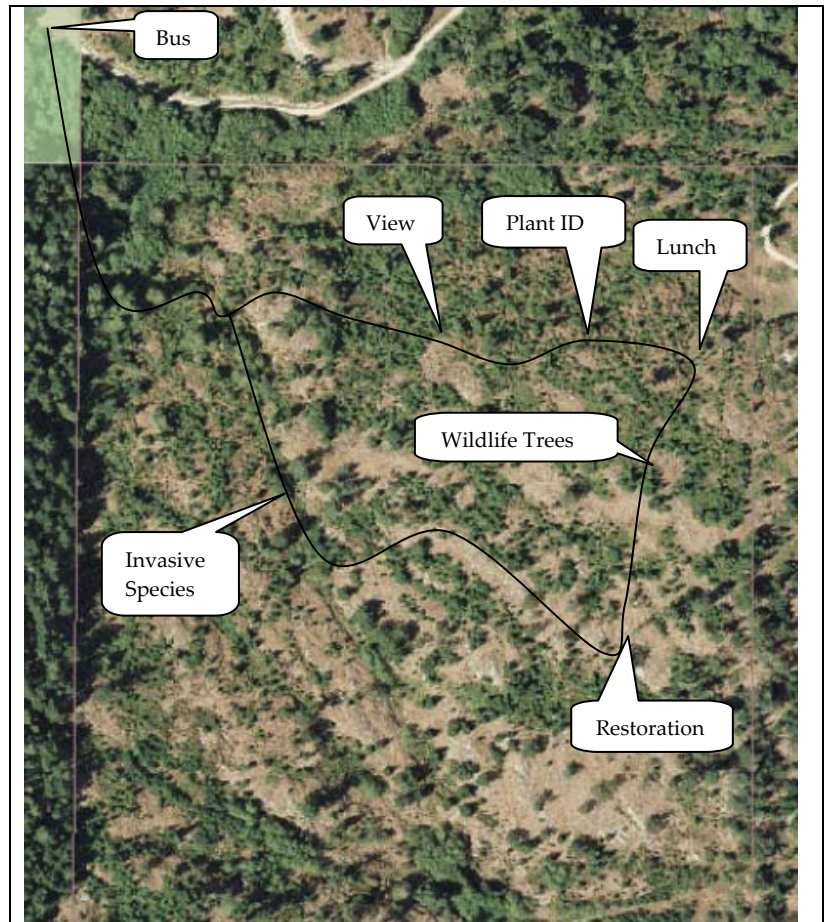 Bus
View
Plant ID
Lunch
Wildlife Trees
Invasive
Species
Restoration